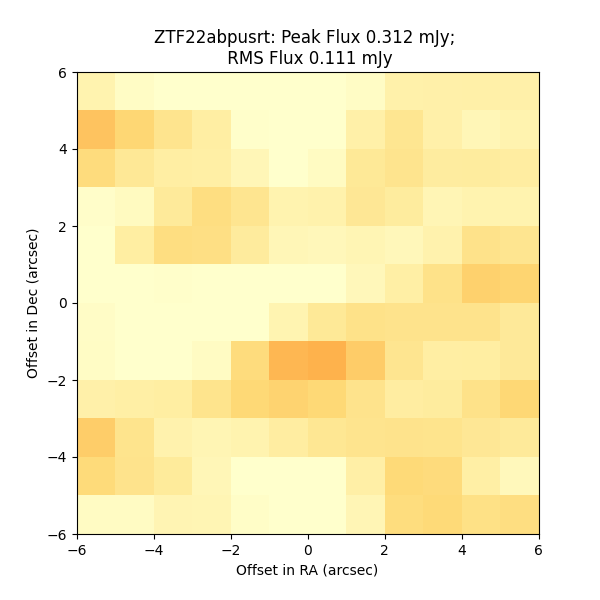 ZTF22abpusrt: Peak Flux 0.312 mJy;
RMS Flux 0.111 mJy
6
4
2
0
−2
−4
−6
Offset in Dec (arcsec)
−6 −4 −2 0 2 4 6
Offset in RA (arcsec)